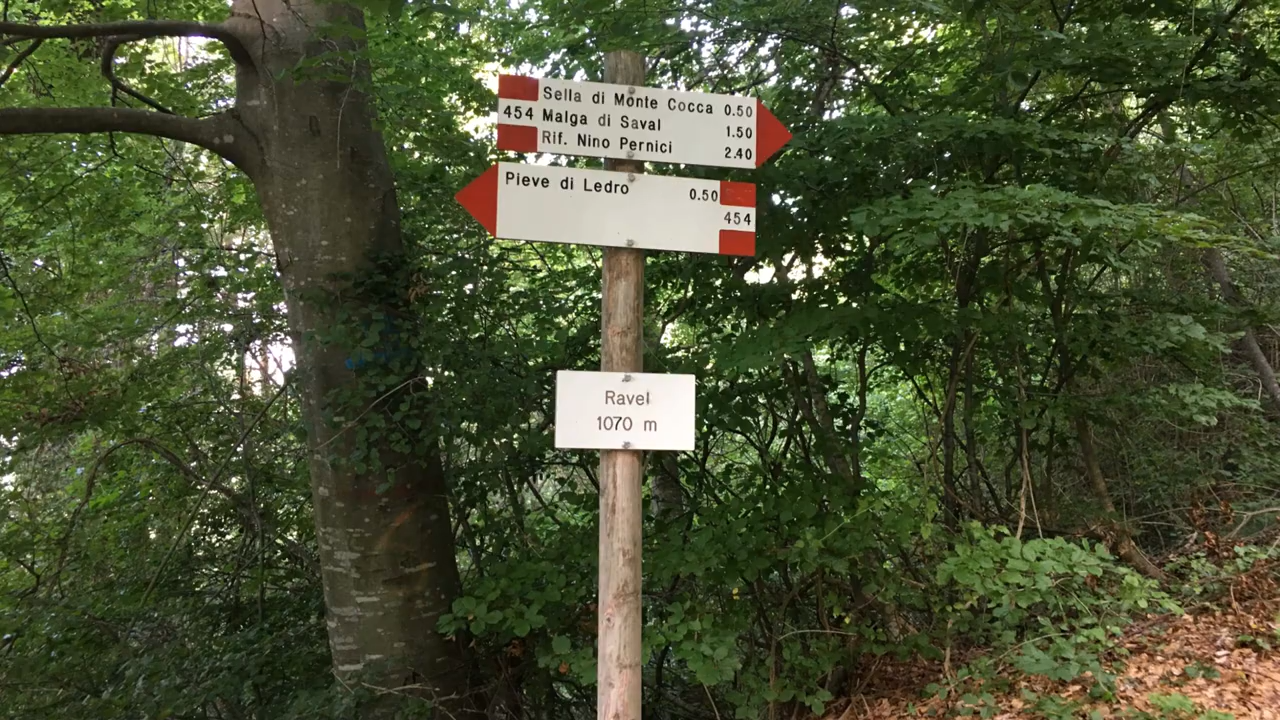 Sella di Monte Cocca 0.50
454 Malga di Saval 1.50
Rif. Nino Pernici 2.40
Pieve di Ledro 0.50
454
Ravel
1070 m